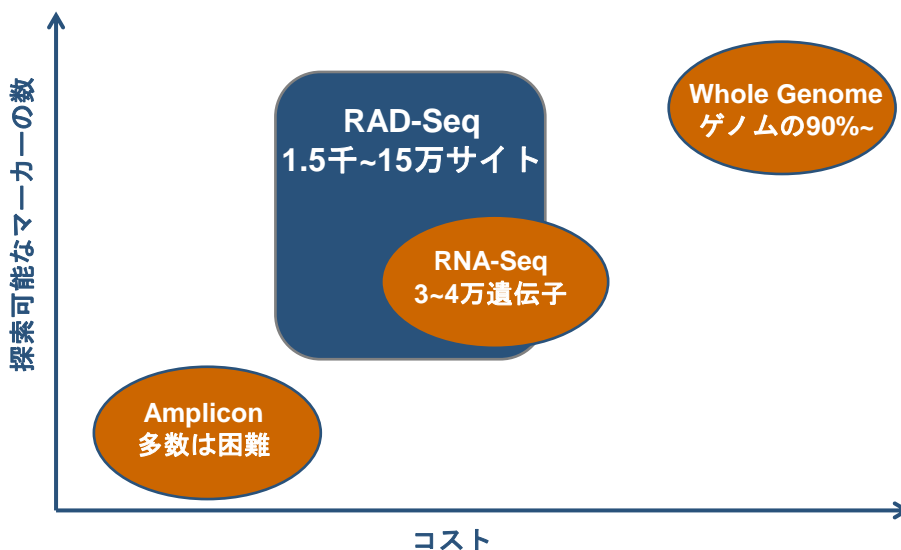 探索可能なマーカーの数
RAD-Seq
1.5千~15万サイト
Whole Genome
ゲノムの90%~
RNA-Seq
3~4万遺伝子
Amplicon
多数は困難
コスト